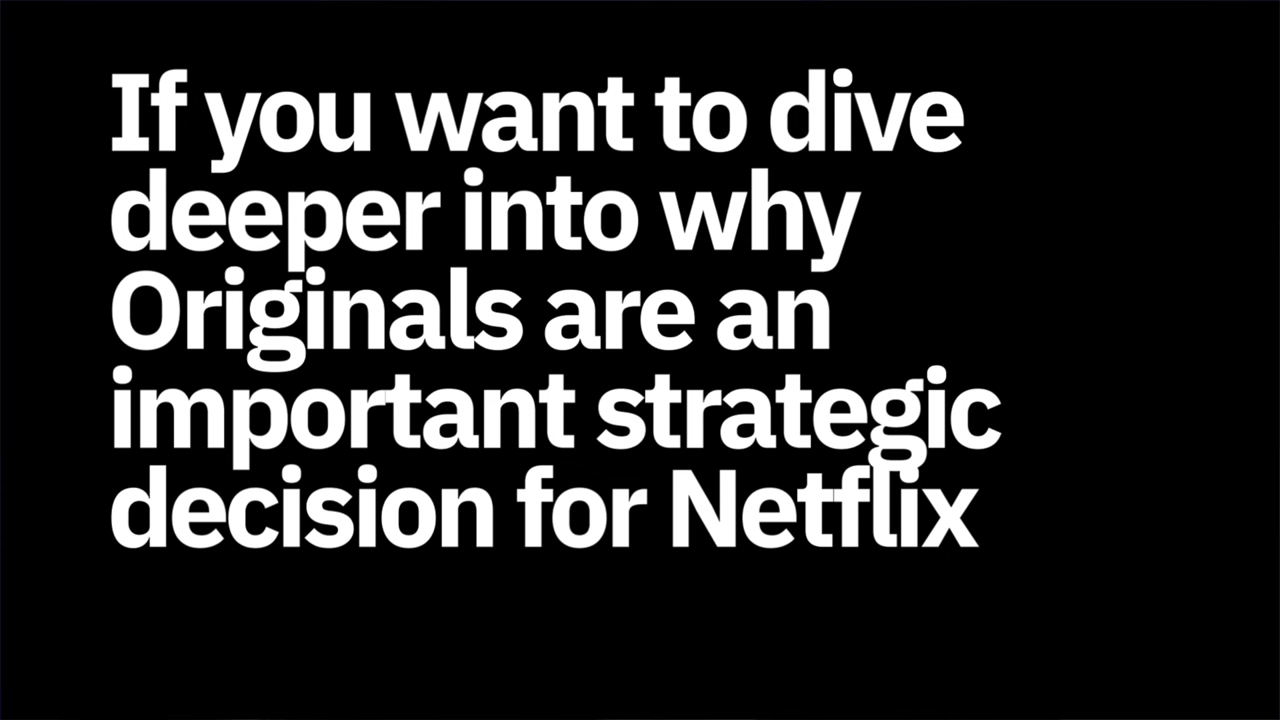 If you want to dive
deeper into why
Originals are an
important strategic
decision for Netflix